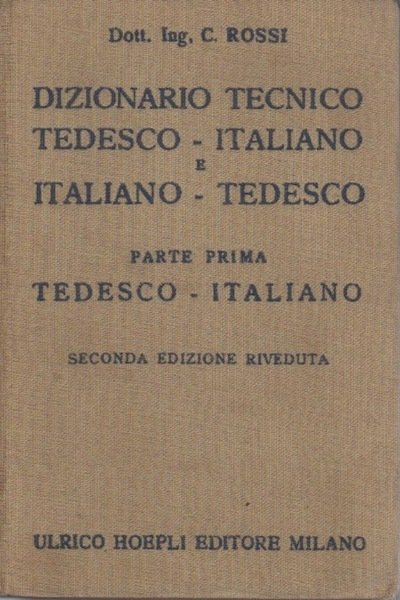 Dott. Ing. C. ROSSI
DIZIONARIO TECNICO
TEDESCO - ITALIANO
E
ITALIANO - TEDESCO
PARTE PRIMA
TEDESCO - ITALIANO
SECONDA EDIZIONE RIVEDUTA
ULRICO HOEPLI EDITORE MILANO